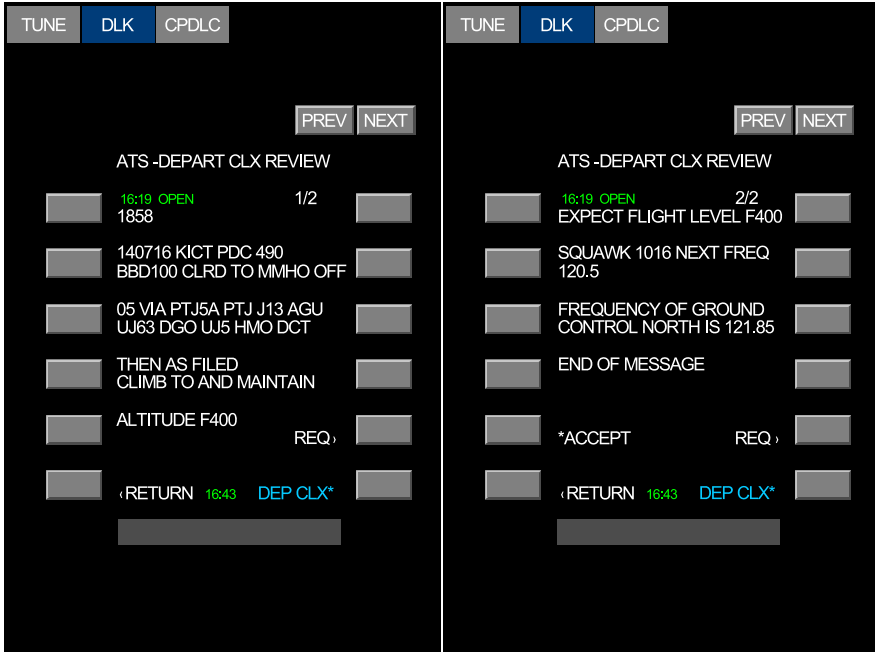 TUNE DLK CPDLC
PREV NEXT
ATS -DEPART CLX REVIEW
16:19 OPEN 1/2
1858
140716 KICT PDC 490
BBD100 CLRD TO MMHO OFF
05 VIA PTJ5A PTJ J13 AGU
UJ63 DGO UJ5 HMO DCT
THEN AS FILED
CLIMB TO AND MAINTAIN
ALTITUDE F400
REQ›
‹RETURN 16:43 DEP CLX*
TUNE DLK CPDLC
PREV NEXT
ATS -DEPART CLX REVIEW
16:19 OPEN 2/2
EXPECT FLIGHT LEVEL F400
SQUAWK 1016 NEXT FREQ
120.5
FREQUENCY OF GROUND
CONTROL NORTH IS 121.85
END OF MESSAGE
*ACCEPT REQ›
‹RETURN 16:43 DEP CLX*